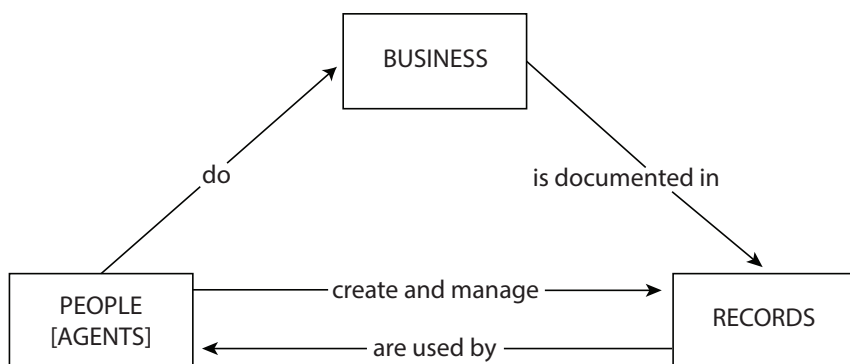 BUSINESS
do
is documented in
create and manage
PEOPLE
[AGENTS]
RECORDS
are used by